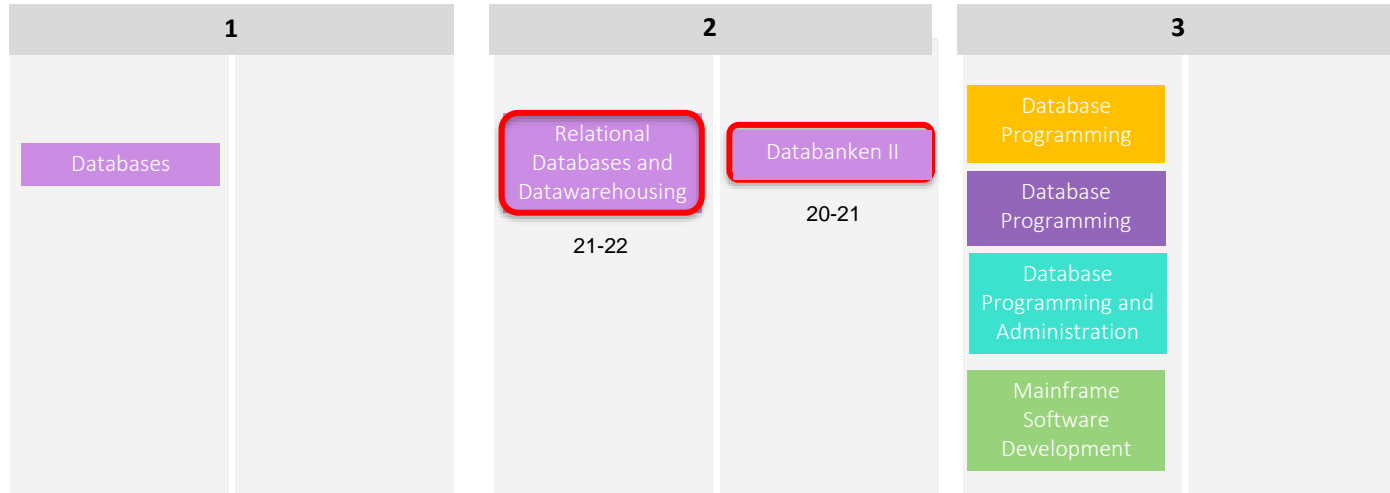 1
2
3
Databases
Relational
Databases and
Datawarehousing
21-22
Databanken II
20-21
Database
Programming
Database
Programming
Database
Programming and
Administration
Mainframe
Software
Development